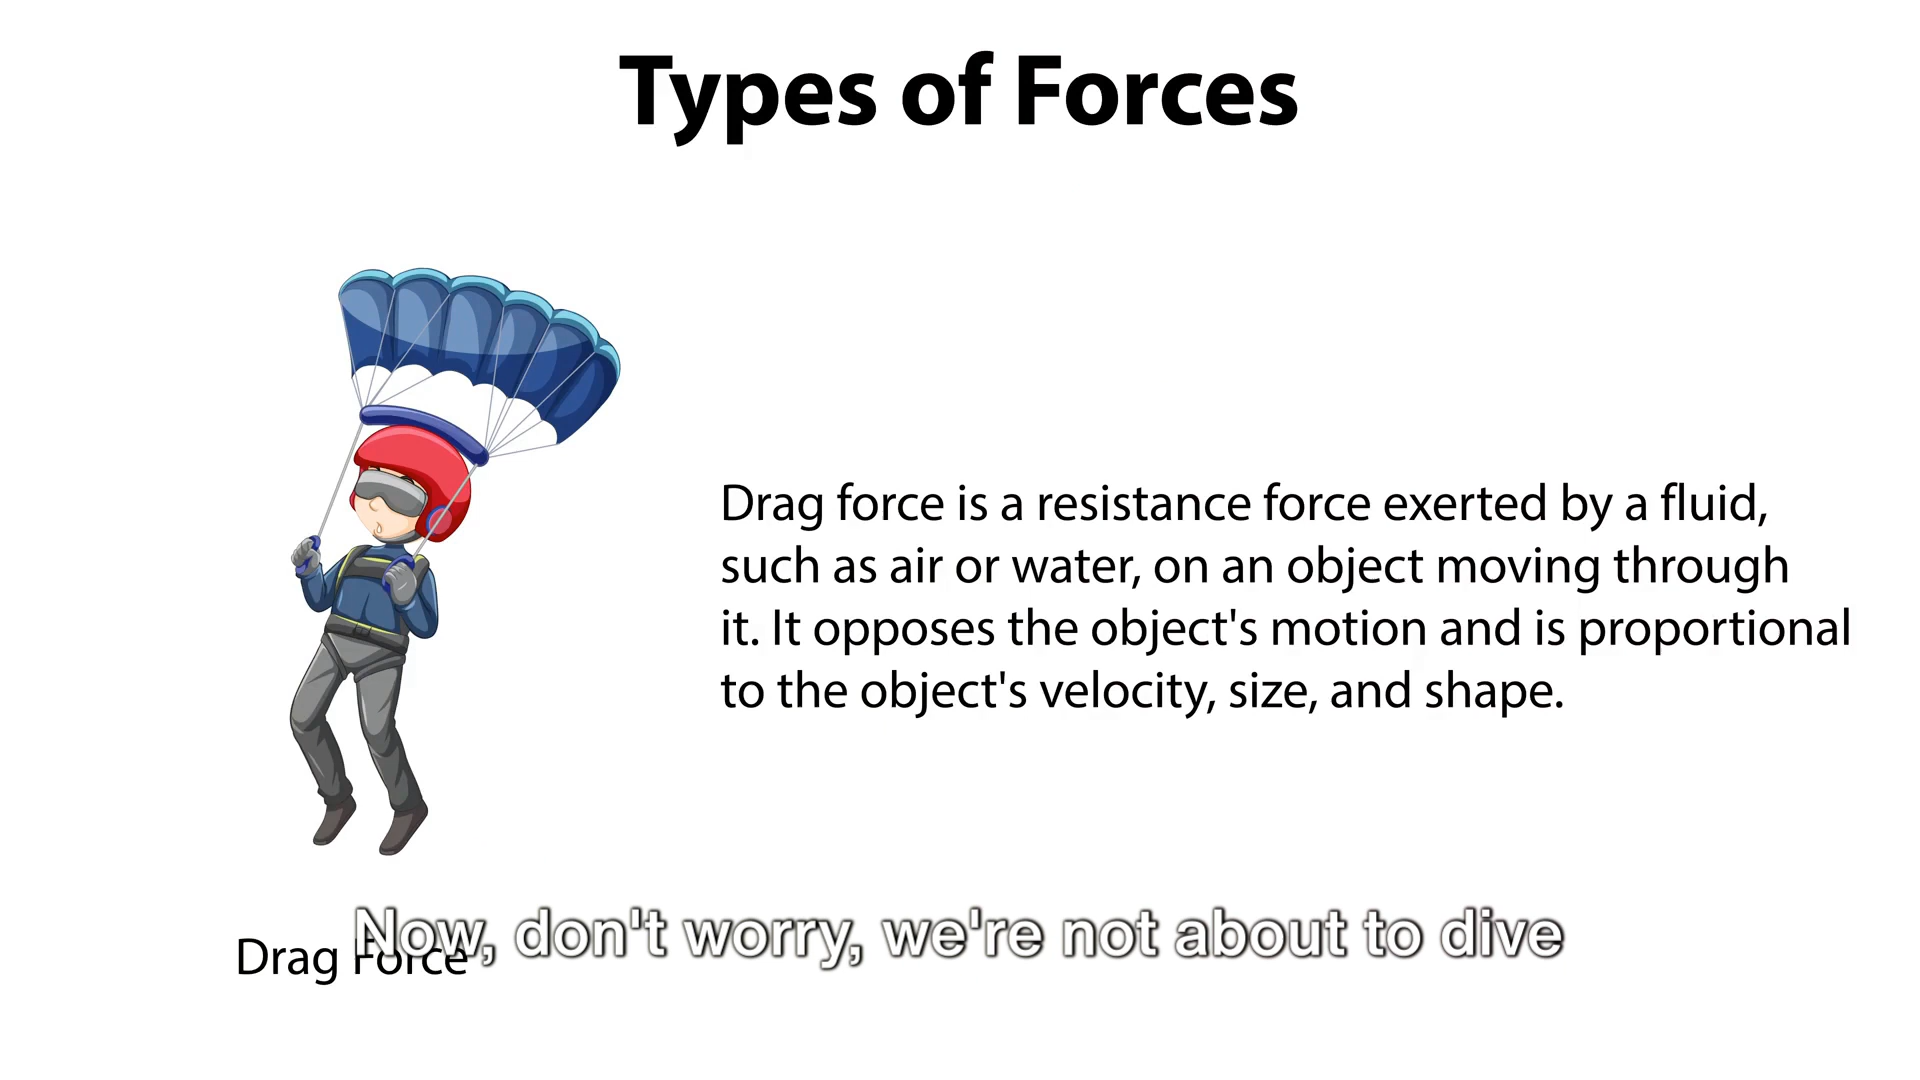 Types of Forces
Drag force is a resistance force exerted by a fluid,
such as air or water, on an object moving through
it. It opposes the object's motion and is proportional
to the object's velocity, size, and shape.
Drag Force
Now, don't worry, we're not about to dive